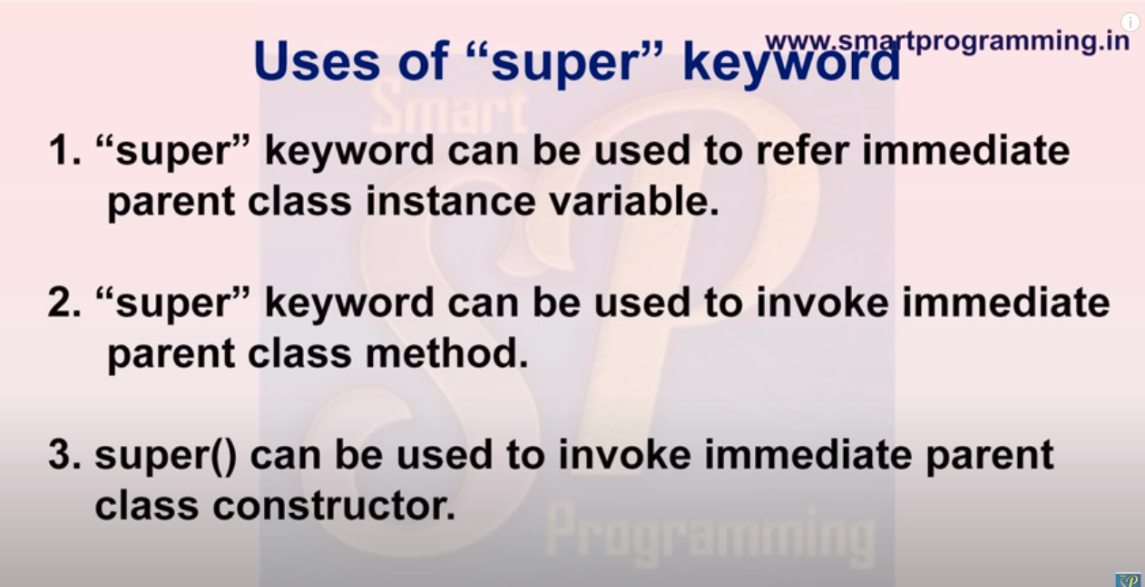 www.smartprogramming.in
Uses of “super” keyword
Smart
1. “super” keyword can be used to refer immediate
parent class instance variable.
2. “super” keyword can be used to invoke immediate
parent class method.
3. super() can be used to invoke immediate parent
class constructor.
SP
Programming
SP